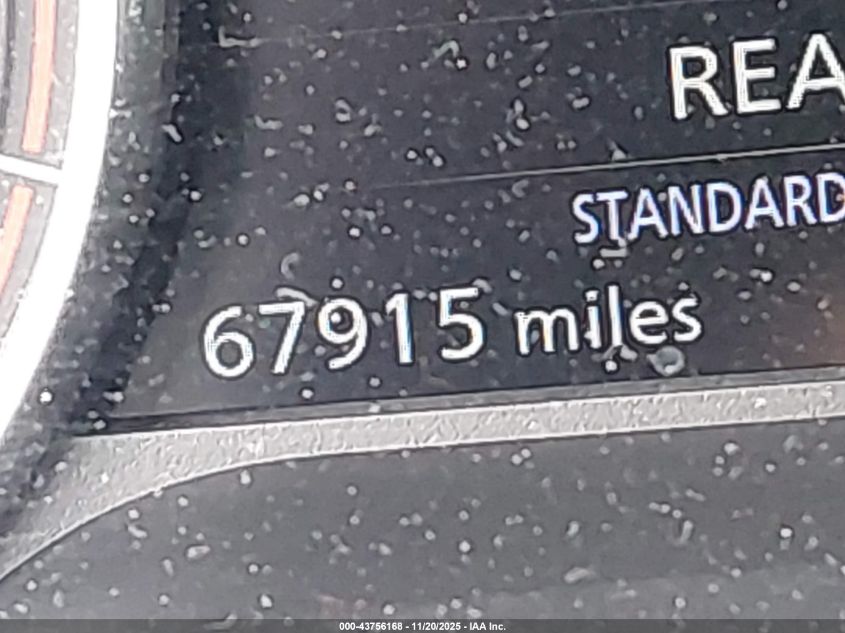 REA
STANDARD
67915 miles
000-43756168 - 11/20/2025 - IAA Inc.